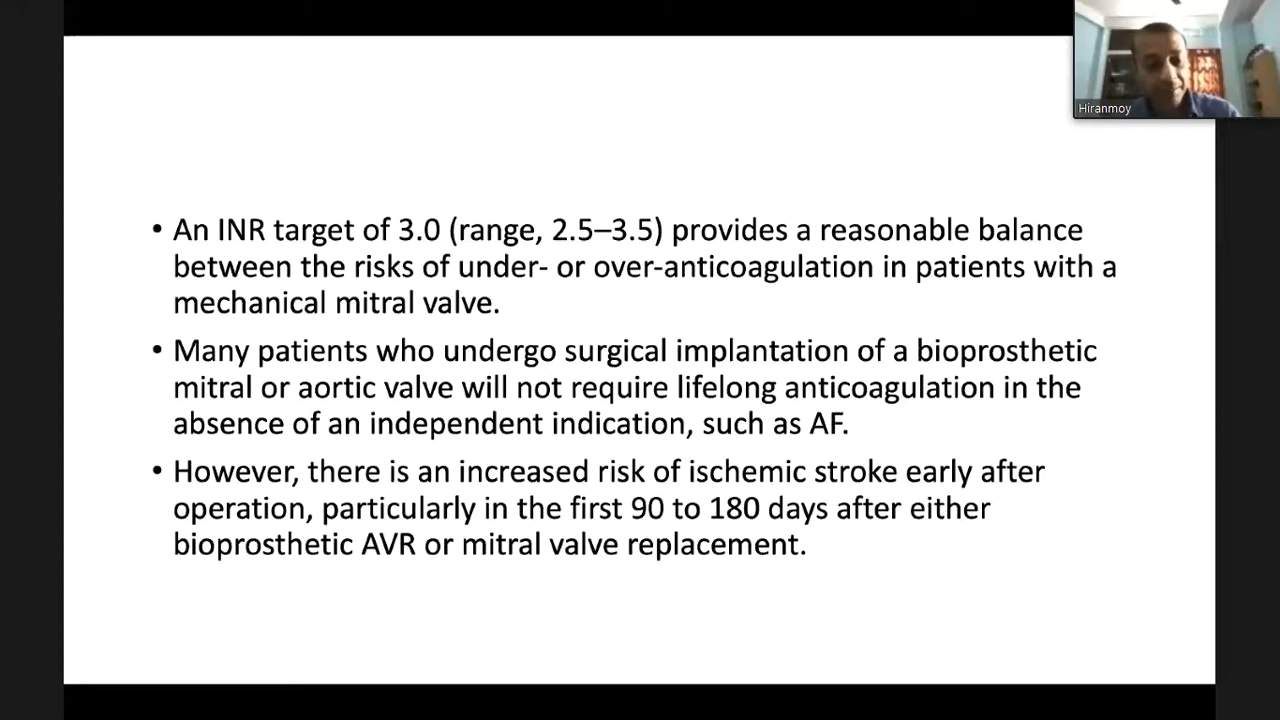 Hiranmoy
• An INR target of 3.0 (range, 2.5–3.5) provides a reasonable balance
between the risks of under- or over-anticoagulation in patients with a
mechanical mitral valve.
• Many patients who undergo surgical implantation of a bioprosthetic
mitral or aortic valve will not require lifelong anticoagulation in the
absence of an independent indication, such as AF.
• However, there is an increased risk of ischemic stroke early after
operation, particularly in the first 90 to 180 days after either
bioprosthetic AVR or mitral valve replacement.